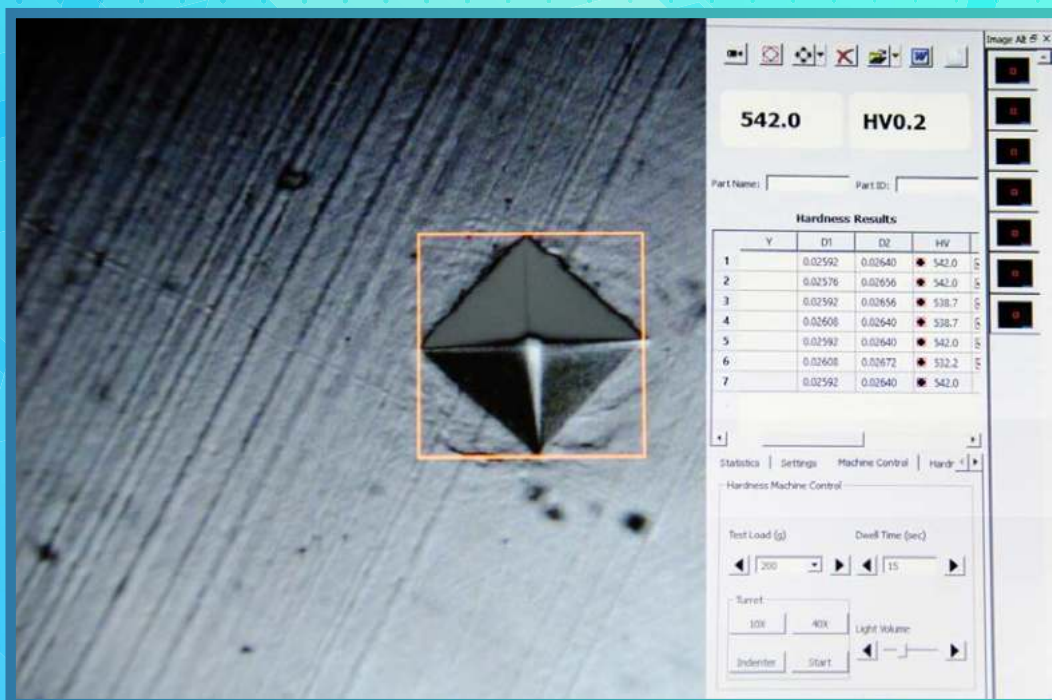 Image Alt
542.0 HV0.2
Part Name: Part ID:
Hardness Results
Y D1 D2 HV
1 0.02592 0.02640 542.0
2 0.02576 0.02656 542.0
3 0.02592 0.02656 538.7
4 0.02608 0.02640 538.7
5 0.02592 0.02640 542.0
6 0.02608 0.02672 532.2
7 0.02592 0.02640 542.0
Statistics Settings Machine Control Hardr
Hardness Machine Control
Test Load (g) Dwell Time (sec)
200 15
Turret
10X 40X Light Volume
Indenter Start